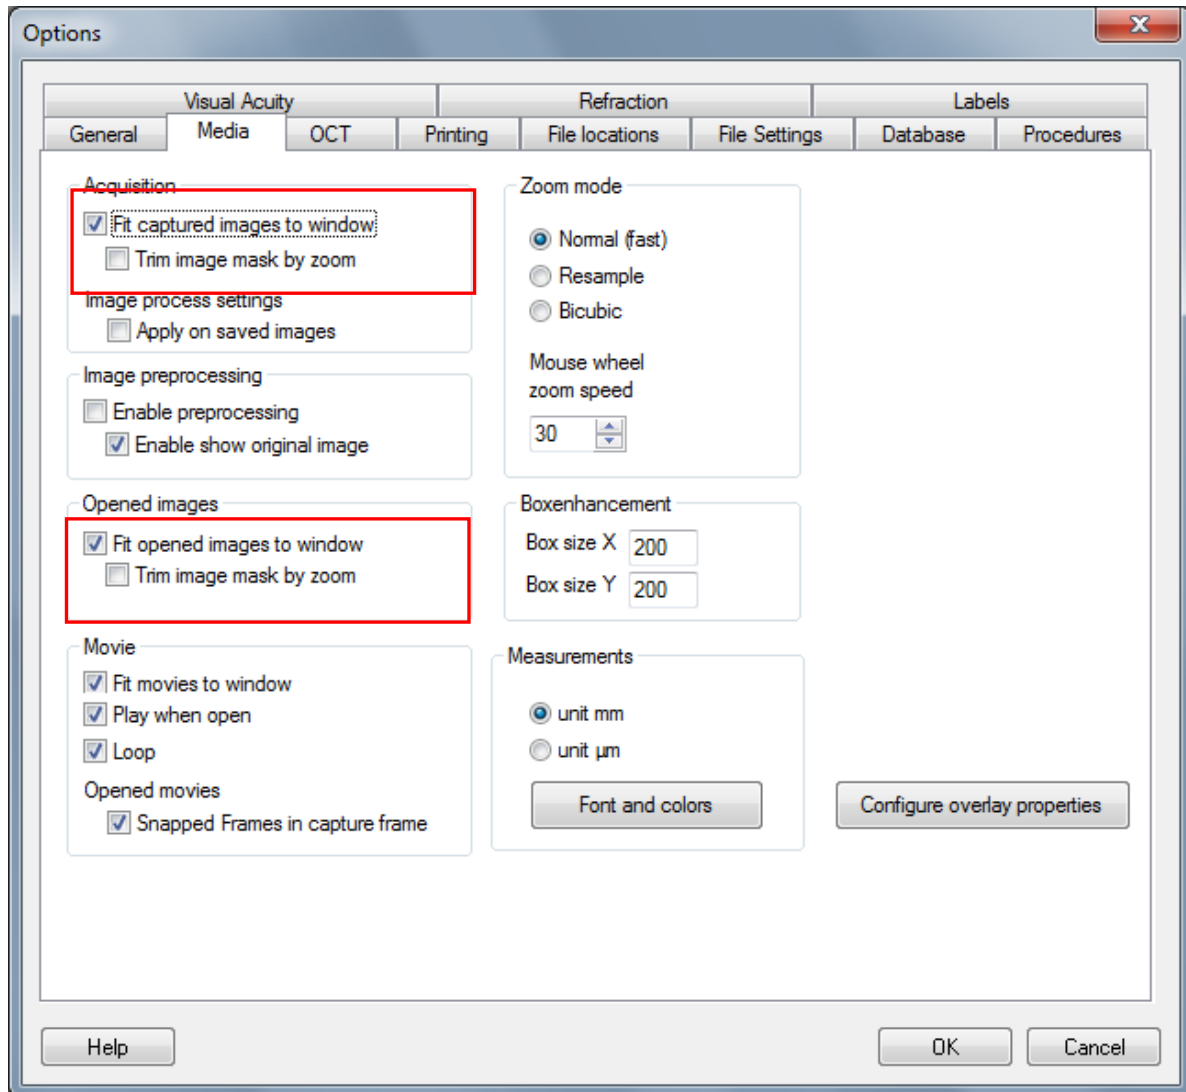 Options
Visual Acuity
Refraction
Labels
General
Media
OCT
Printing
File locations
File Settings
Database
Procedures
Acquisition
Fit captured images to window
Trim image mask by zoom
Image process settings
Apply on saved images
Image preprocessing
Enable preprocessing
Enable show original image
Opened images
Fit opened images to window
Trim image mask by zoom
Movie
Fit movies to window
Play when open
Loop
Opened movies
Snapped Frames in capture frame
Zoom mode
Normal (fast)
Resample
Bicubic
Mouse wheel
zoom speed
30
Boxenhancement
Box size X 200
Box size Y 200
Measurements
unit mm
unit µm
Font and colors
Configure overlay properties
Help
OK
Cancel